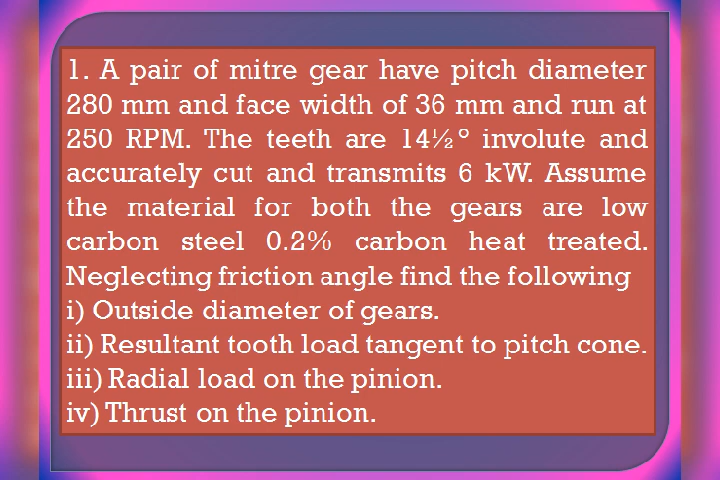 1. A pair of mitre gear have pitch diameter
280 mm and face width of 36 mm and run at
250 RPM. The teeth are 14½° involute and
accurately cut and transmits 6 kW. Assume
the material for both the gears are low
carbon steel 0.2% carbon heat treated.
Neglecting friction angle find the following
i) Outside diameter of gears.
ii) Resultant tooth load tangent to pitch cone.
iii) Radial load on the pinion.
iv) Thrust on the pinion.